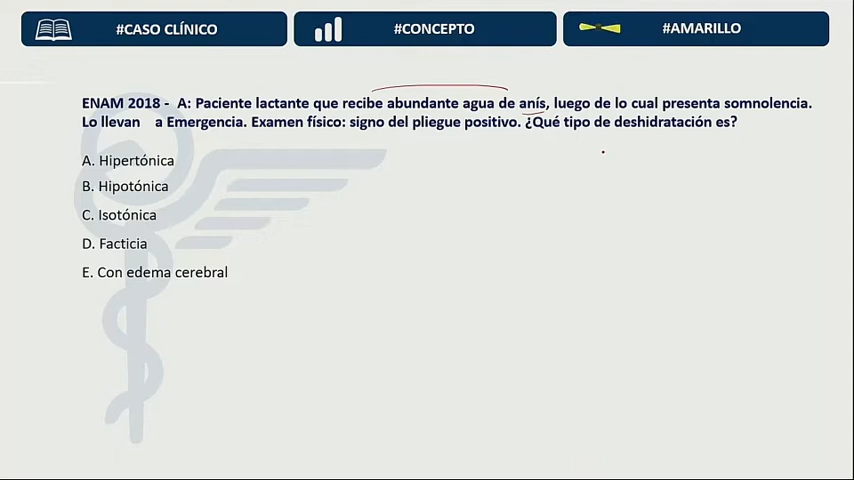 #CASO CLÍNICO
#CONCEPTO
#AMARILLO
ENAM 2018 - A: Paciente lactante que recibe abundante agua de anís, luego de lo cual presenta somnolencia.
Lo llevan a Emergencia. Examen físico: signo del pliegue positivo. ¿Qué tipo de deshidratación es?
A. Hipertónica
B. Hipotónica
C. Isotónica
D. Facticia
E. Con edema cerebral